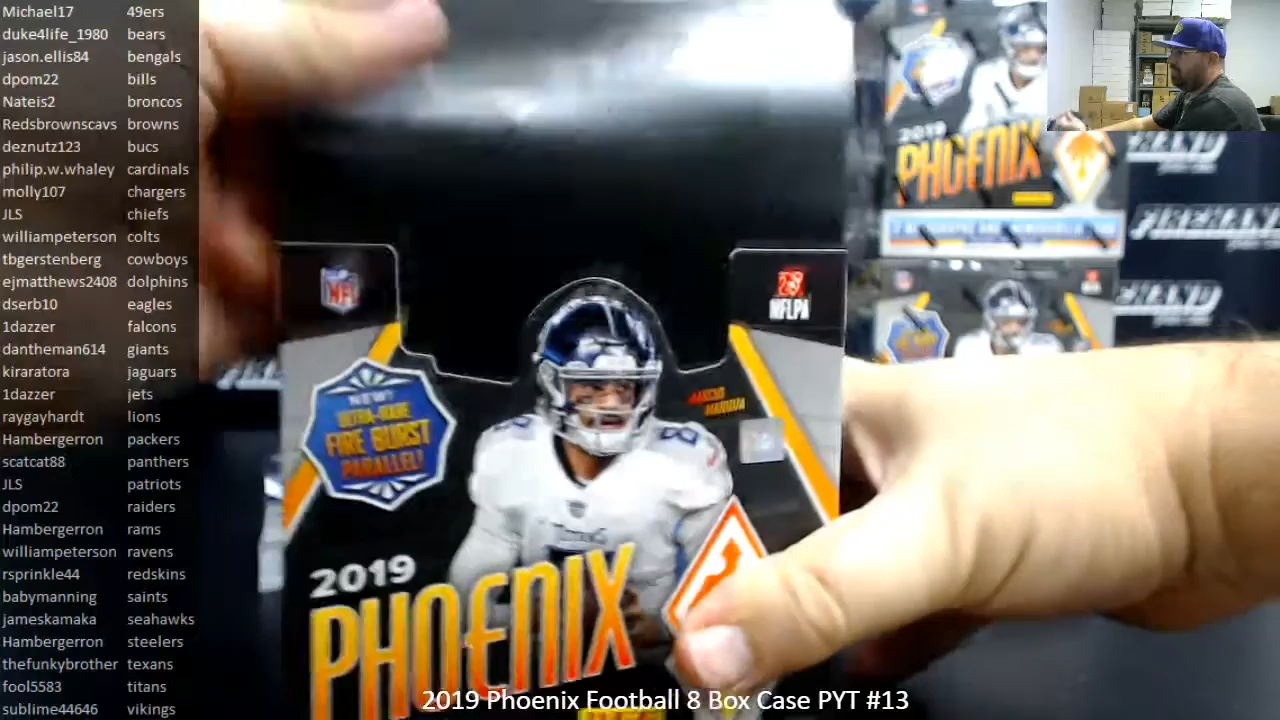 Michael17 49ers
duke4life_1980 bears
jason.ellis84 bengals
dpom22 bills
Nateis2 broncos
Redsbrownscavs browns
deznutz123 bucs
philip.w.whaley cardinals
molly107 chargers
JLS chiefs
williampeterson colts
tbgerstenberg cowboys
ejmatthews2408 dolphins
dserb10 eagles
1dazzer falcons
dantheman614 giants
kiraratora jaguars
1dazzer jets
raygayhardt lions
Hambergerron packers
scatcat88 panthers
JLS patriots
dpom22 raiders
Hambergerron rams
williampeterson ravens
rsprinkle44 redskins
babymanning saints
jameskamaka seahawks
Hambergerron steelers
thefunkybrother texans
fool5583 titans
sublime44646 vikings
NFL
NFLPA
MARCUS
MARIOTA
NEW!
ULTRA-RARE
FIRE BURST
PARALLEL!
2019
PHOENIX
2019
PHOENIX
PANINI
2019 Phoenix Football 8 Box Case PYT #13